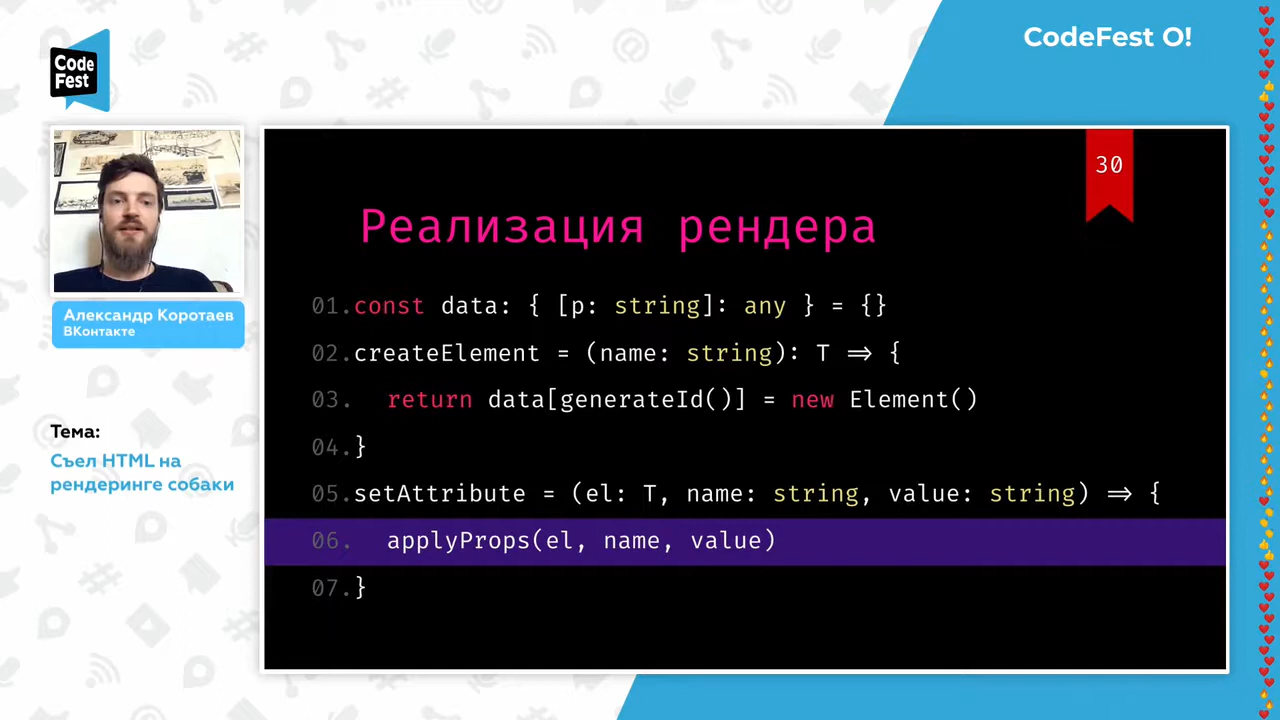 CodeFest O!
Code
Fest
30
Реализация рендера
01.const data: { [p: string]: any } = {}
02.createElement = (name: string): T ⇒ {
03. return data[generateId()] = new Element()
04.}
05.setAttribute = (el: T, name: string, value: string) ⇒ {
06. applyProps(el, name, value)
07.}
Александр Коротаев
ВКонтакте
Тема:
Съел HTML на
рендеринге собаки